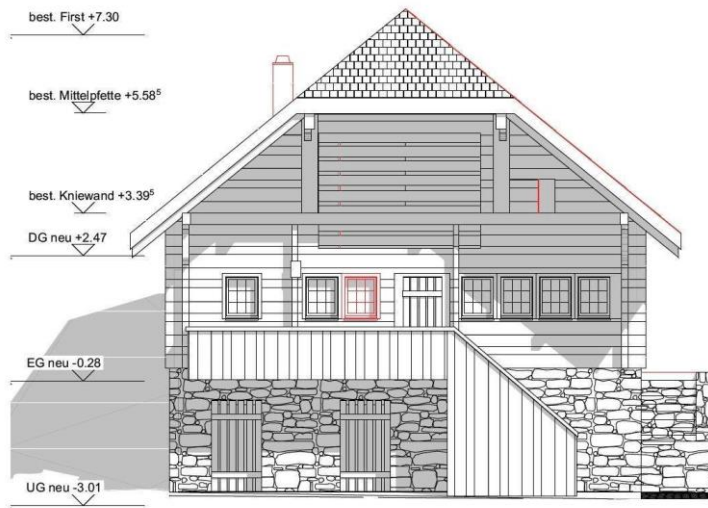 best. First +7.30
best. Mittelpfette +5.58⁵
best. Kniewand +3.39⁵
DG neu +2.47
EG neu -0.28
UG neu -3.01